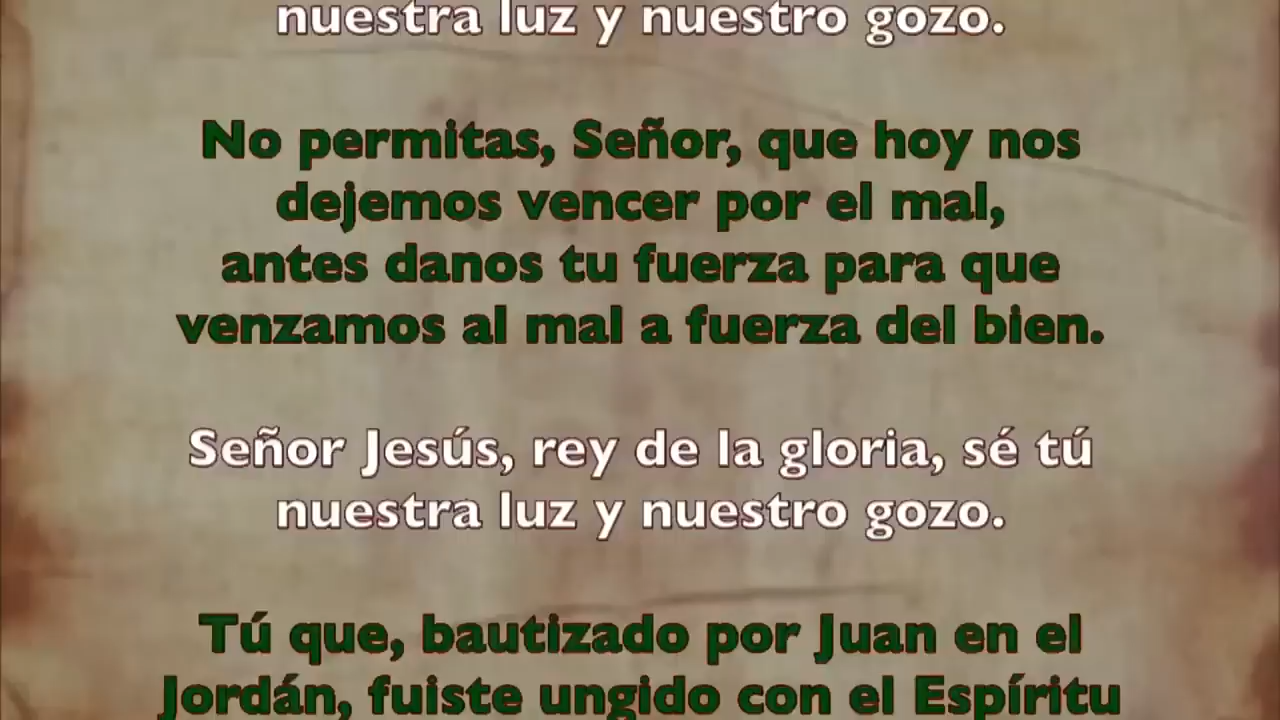 nuestra luz y nuestro gozo.
No permitas, Señor, que hoy nos
dejemos vencer por el mal,
antes danos tu fuerza para que
venzamos al mal a fuerza del bien.
Señor Jesús, rey de la gloria, sé tú
nuestra luz y nuestro gozo.
Tú que, bautizado por Juan en el
Jordán, fuiste ungido con el Espíritu